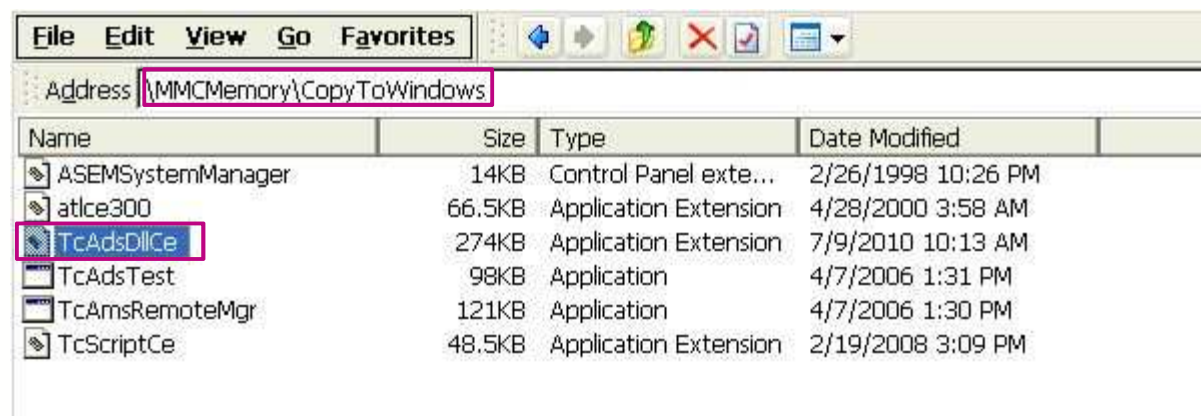 File Edit View Go Favorites
Address \MMCMemory\CopyToWindows
Name Size Type Date Modified
ASEMSystemManager 14KB Control Panel exte... 2/26/1998 10:26 PM
atlce300 66.5KB Application Extension 4/28/2000 3:58 AM
TcAdsDllCe 274KB Application Extension 7/9/2010 10:13 AM
TcAdsTest 98KB Application 4/7/2006 1:31 PM
TcAmsRemoteMgr 121KB Application 4/7/2006 1:30 PM
TcScriptCe 48.5KB Application Extension 2/19/2008 3:09 PM